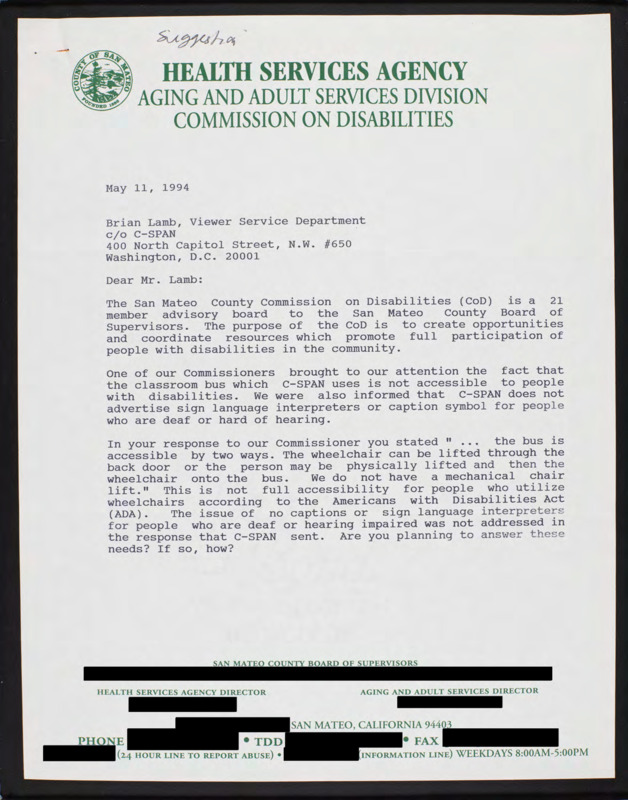 Suggestion
COUNTY OF SAN MATEO
FOUNDED 1856
HEALTH SERVICES AGENCY
AGING AND ADULT SERVICES DIVISION
COMMISSION ON DISABILITIES
May 11, 1994
Brian Lamb, Viewer Service Department
c/o C-SPAN
400 North Capitol Street, N.W. #650
Washington, D.C. 20001
Dear Mr. Lamb:
The San Mateo County Commission on Disabilities (CoD) is a 21
member advisory board to the San Mateo County Board of
Supervisors. The purpose of the CoD is to create opportunities
and coordinate resources which promote full participation of
people with disabilities in the community.
One of our Commissioners brought to our attention the fact that
the classroom bus which C-SPAN uses is not accessible to people
with disabilities. We were also informed that C-SPAN does not
advertise sign language interpreters or caption symbol for people
who are deaf or hard of hearing.
In your response to our Commissioner you stated " ... the bus is
accessible by two ways. The wheelchair can be lifted through the
back door or the person may be physically lifted and then the
wheelchair onto the bus. We do not have a mechanical chair
lift." This is not full accessibility for people who utilize
wheelchairs according to the Americans with Disabilities Act
(ADA). The issue of no captions or sign language interpreters
for people who are deaf or hearing impaired was not addressed in
the response that C-SPAN sent. Are you planning to answer these
needs? If so, how?
SAN MATEO COUNTY BOARD OF SUPERVISORS
HEALTH SERVICES AGENCY DIRECTOR AGING AND ADULT SERVICES DIRECTOR
SAN MATEO, CALIFORNIA 94403
PHONE • TDD • FAX
(24 HOUR LINE TO REPORT ABUSE) • INFORMATION LINE) WEEKDAYS 8:00AM-5:00PM